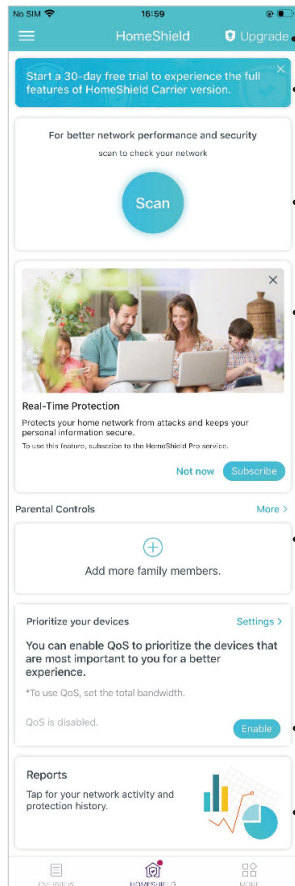 No SIM 16:59
HomeShield Upgrade
Start a 30-day free trial to experience the full
features of HomeShield Carrier version.
For better network performance and security
scan to check your network
Scan
Real-Time Protection
Protects your home network from attacks and keeps your
personal information secure.
To use this feature, subscribe to the HomeShield Pro service.
Not now Subscribe
Parental Controls More >
Add more family members.
Prioritize your devices Settings >
You can enable QoS to prioritize the devices that
are most important to you for a better
experience.
*To use QoS, set the total bandwidth.
QoS is disabled. Enable
Reports
Tap for your network activity and
protection history.
OVERVIEW HOMESHIELD MORE